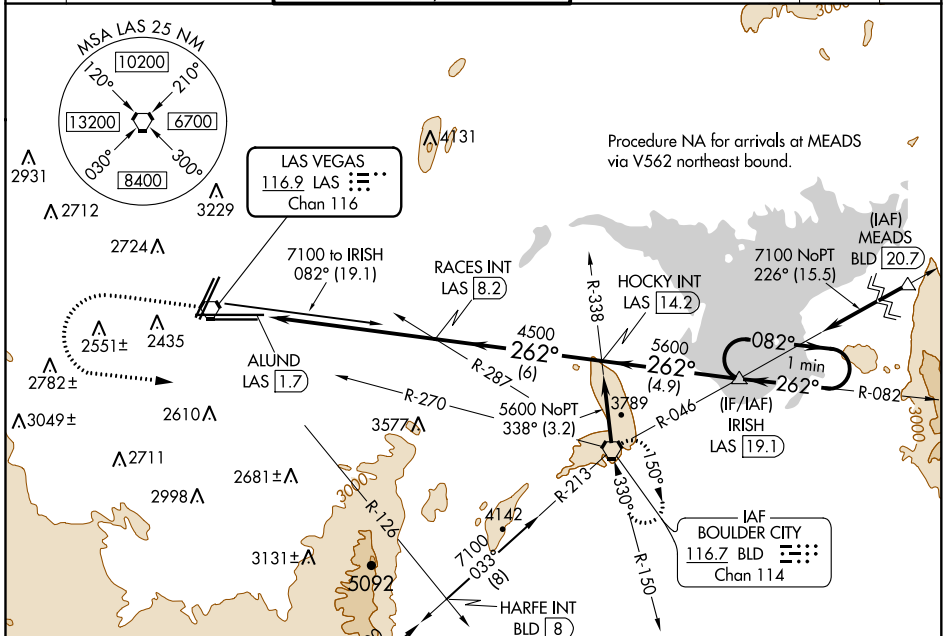 MSA LAS 25 NM
10200
120°
210°
13200
6700
030°
300°
8400
3000
4131
Procedure NA for arrivals at MEADS
via V562 northeast bound.
2931
2712
3229
2724
LAS VEGAS
116.9 LAS
Chan 116
7100 to IRISH
082° (19.1)
RACES INT
LAS 8.2
HOCKY INT
LAS 14.2
7100 NoPT
226° (15.5)
(IAF)
MEADS
BLD 20.7
R-338
2551±
2435
2782±
ALUND
LAS 1.7
4500
262°
(6)
5600
262°
(4.9)
082°
1 min
262°
R-082
R-287
R-270
5600 NoPT
338° (3.2)
3789
R-046
(IF/IAF)
IRISH
LAS 19.1
3000
3049±
2610
3577
2711
2681±
2998
3000
R-126
R-213
150°
330°
R-150
4142
7100
033°
(8)
3131±
5092
IAF
BOULDER CITY
116.7 BLD
Chan 114
HARFE INT
BLD 8